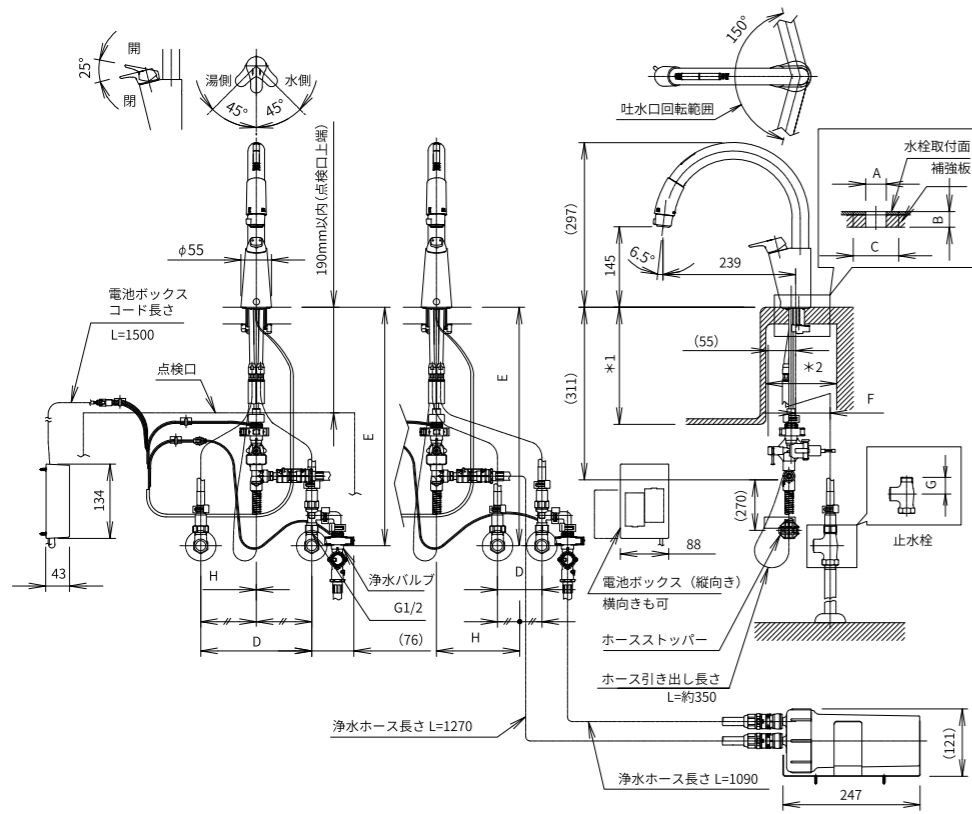 開
25°
閉
湯側
水側
45°
45°
190mm以内（点検口上端）
φ55
電池ボックス
コード長さ
L=1500
点検口
E
134
43
H
D
（76）
浄水バルブ
G1/2
E
D
H
浄水ホース長さ L=1270
浄水ホース長さ L=1090
150°
吐水口回転範囲
（297）
145
6.5°
239
水栓取付面
補強板
A
B
C
（55）
＊1
＊2
（311）
F
（270）
G
止水栓
88
電池ボックス（縦向き）
横向きも可
ホースストッパー
ホース引き出し長さ
L=約350
（121）
247